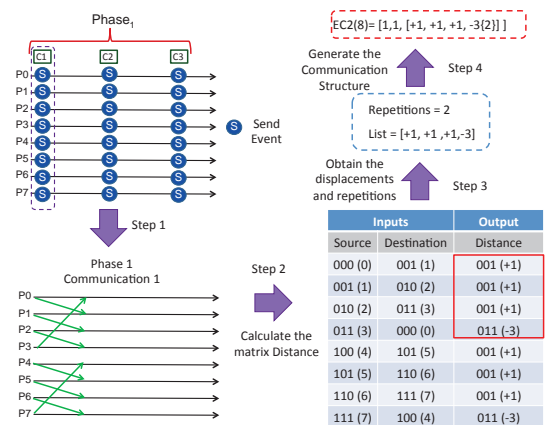 Phase1
C1 C2 C3
P0 S S S
P1 S S S
P2 S S S
P3 S S S
P4 S S S
P5 S S S
P6 S S S
P7 S S S
S Send
Event
Step 1
Phase 1
Communication 1
P0
P1
P2
P3
P4
P5
P6
P7
Step 2
Calculate the
matrix Distance
EC2(8)= [1,1, [+1, +1, +1, -3{2}] ]
Generate the
Communication
Structure
Step 4
Repetitions = 2
List = [+1, +1 ,+1,-3]
Obtain the
displacements
and repetitions
Step 3
Inputs Output
Source Destination Distance
000 (0) 001 (1) 001 (+1)
001 (1) 010 (2) 001 (+1)
010 (2) 011 (3) 001 (+1)
011 (3) 000 (0) 011 (-3)
100 (4) 101 (5) 001 (+1)
101 (5) 110 (6) 001 (+1)
110 (6) 111 (7) 001 (+1)
111 (7) 100 (4) 011 (-3)